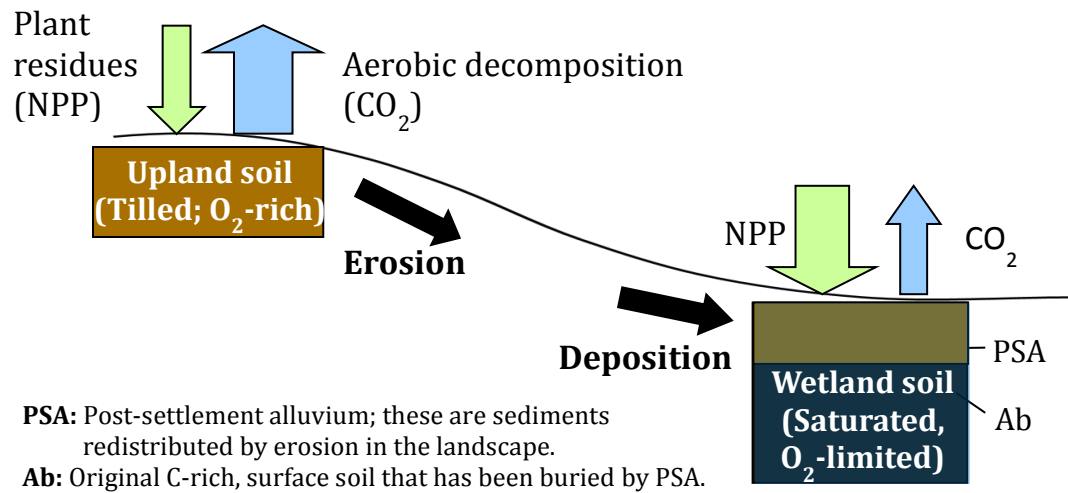 Plant
residues
(NPP)
Aerobic decomposition
(CO₂)
Upland soil
(Tilled; O₂-rich)
Erosion
NPP
CO₂
Deposition
PSA
Wetland soil
(Saturated,
O₂-limited)
Ab
PSA: Post-settlement alluvium; these are sediments
redistributed by erosion in the landscape.
Ab: Original C-rich, surface soil that has been buried by PSA.